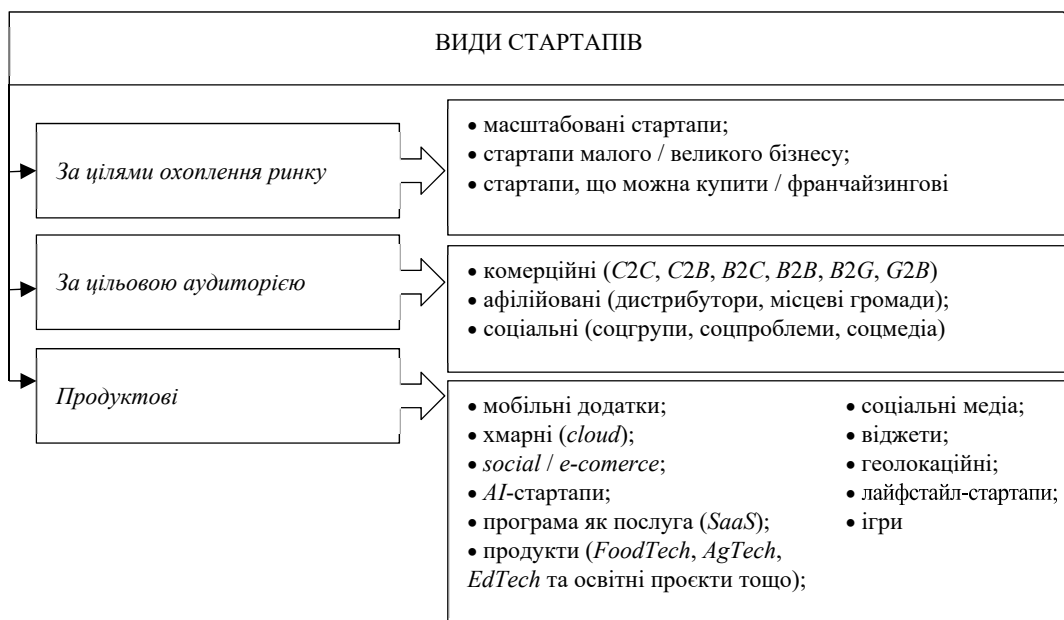 ВИДИ СТАРТАПІВ
За цілями охоплення ринку
• масштабовані стартапи;
• стартапи малого / великого бізнесу;
• стартапи, що можна купити / франчайзингові
За цільовою аудиторією
• комерційні (C2C, C2B, B2C, B2B, B2G, G2B)
• афілійовані (дистрибутори, місцеві громади);
• соціальні (соцгрупи, соцпроблеми, соцмедіа)
Продуктові
• мобільні додатки;
• хмарні (cloud);
• social / e-comerce;
• AI-стартапи;
• програма як послуга (SaaS);
• продукти (FoodTech, AgTech,
EdTech та освітні проєкти тощо);
• соціальні медіа;
• віджети;
• геолокаційні;
• лайфстайл-стартапи;
• ігри